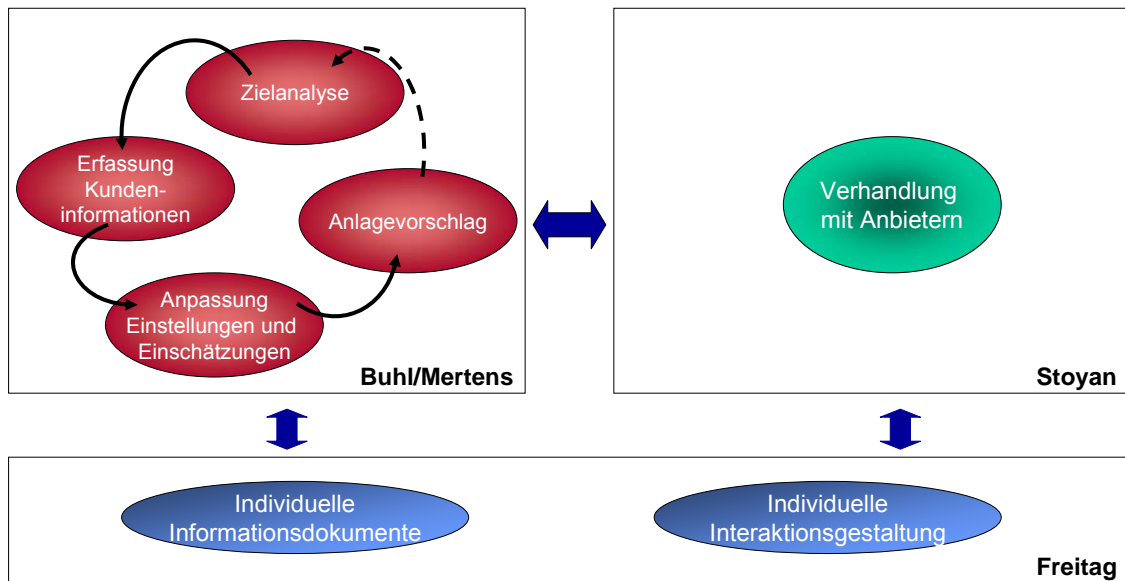 Zielanalyse
Erfassung
Kunden-
informationen
Anlagevorschlag
Anpassung
Einstellungen und
Einschätzungen
Buhl/Mertens
Verhandlung
mit Anbietern
Stoyan
Individuelle
Informationsdokumente
Individuelle
Interaktionsgestaltung
Freitag